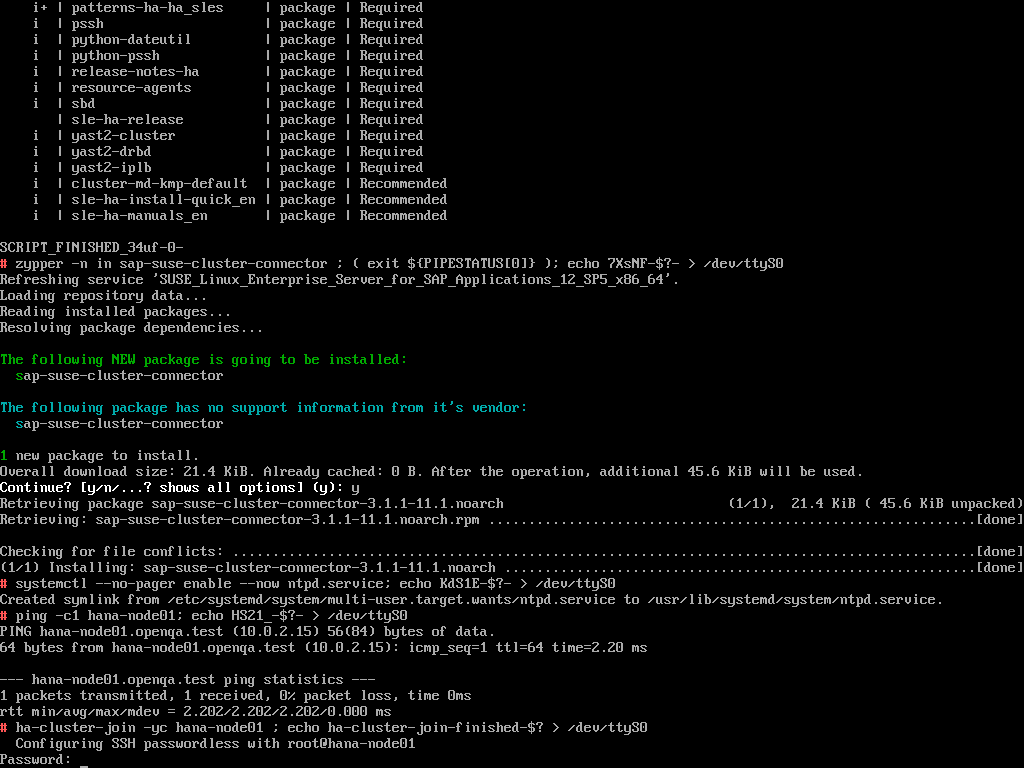 i+ | patterns-ha-ha_sles | package | Required
i | pssh | package | Required
i | python-dateutil | package | Required
i | python-pssh | package | Required
i | release-notes-ha | package | Required
i | resource-agents | package | Required
i | sbd | package | Required
| sle-ha-release | package | Required
i | yast2-cluster | package | Required
i | yast2-drbd | package | Required
i | yast2-iplb | package | Required
i | cluster-md-kmp-default | package | Recommended
i | sle-ha-install-quick_en | package | Recommended
i | sle-ha-manuals_en | package | Recommended
SCRIPT_FINISHED_34uf-0-
# zypper -n in sap-suse-cluster-connector ; ( exit ${PIPESTATUS[0]} ); echo 7XsNF-$?- > /dev/ttyS0
Refreshing service 'SUSE_Linux_Enterprise_Server_for_SAP_Applications_12_SP5_x86_64'.
Loading repository data...
Reading installed packages...
Resolving package dependencies...
The following NEW package is going to be installed:
sap-suse-cluster-connector
The following package has no support information from it's vendor:
sap-suse-cluster-connector
1 new package to install.
Overall download size: 21.4 KiB. Already cached: 0 B. After the operation, additional 45.6 KiB will be used.
Continue? [y/n/...? shows all options] (y): y
Retrieving package sap-suse-cluster-connector-3.1.1-11.1.noarch (1/1), 21.4 KiB ( 45.6 KiB unpacked)
Retrieving: sap-suse-cluster-connector-3.1.1-11.1.noarch.rpm .............................................................[done]
Checking for file conflicts: .............................................................................................[done]
(1/1) Installing: sap-suse-cluster-connector-3.1.1-11.1.noarch ...........................................................[done]
# systemctl --no-pager enable --now ntpd.service; echo KdS1E-$?- > /dev/ttyS0
Created symlink from /etc/systemd/system/multi-user.target.wants/ntpd.service to /usr/lib/systemd/system/ntpd.service.
# ping -c1 hana-node01; echo HS21_-$?- > /dev/ttyS0
PING hana-node01.openqa.test (10.0.2.15) 56(84) bytes of data.
64 bytes from hana-node01.openqa.test (10.0.2.15): icmp_seq=1 ttl=64 time=2.20 ms
--- hana-node01.openqa.test ping statistics ---
1 packets transmitted, 1 received, 0% packet loss, time 0ms
rtt min/avg/max/mdev = 2.202/2.202/2.202/0.000 ms
# ha-cluster-join -yc hana-node01 ; echo ha-cluster-join-finished-$? > /dev/ttyS0
Configuring SSH passwordless with root@hana-node01
Password: _